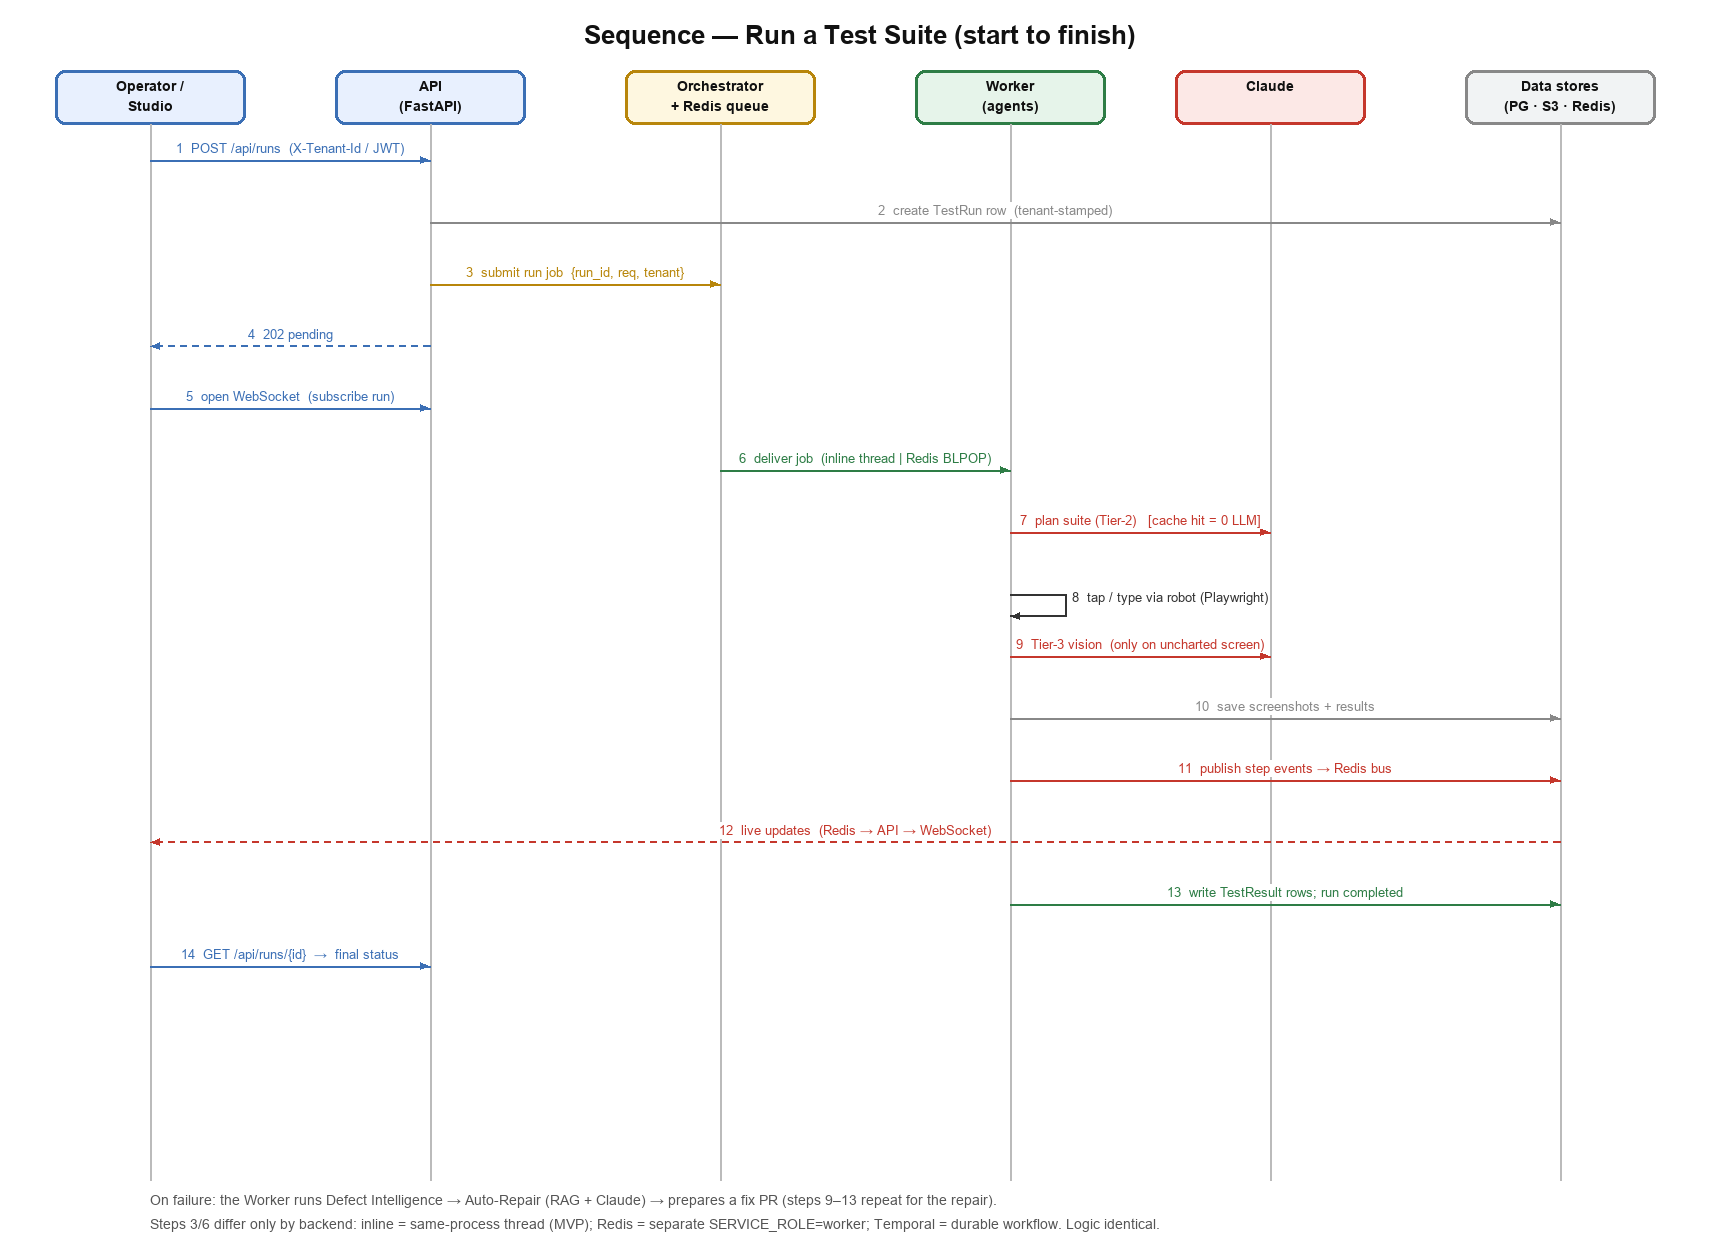 Sequence — Run a Test Suite (start to finish)
Operator /
Studio
API
(FastAPI)
Orchestrator
+ Redis queue
Worker
(agents)
Claude
Data stores
(PG · S3 · Redis)
1 POST /api/runs (X-Tenant-Id / JWT)
2 create TestRun row (tenant-stamped)
3 submit run job {run_id, req, tenant}
4 202 pending
5 open WebSocket (subscribe run)
6 deliver job (inline thread | Redis BLPOP)
7 plan suite (Tier-2) [cache hit = 0 LLM]
8 tap / type via robot (Playwright)
9 Tier-3 vision (only on uncharted screen)
10 save screenshots + results
11 publish step events → Redis bus
12 live updates (Redis → API → WebSocket)
13 write TestResult rows; run completed
14 GET /api/runs/{id} → final status
On failure: the Worker runs Defect Intelligence → Auto-Repair (RAG + Claude) → prepares a fix PR (steps 9–13 repeat for the repair).
Steps 3/6 differ only by backend: inline = same-process thread (MVP); Redis = separate SERVICE_ROLE=worker; Temporal = durable workflow. Logic identical.